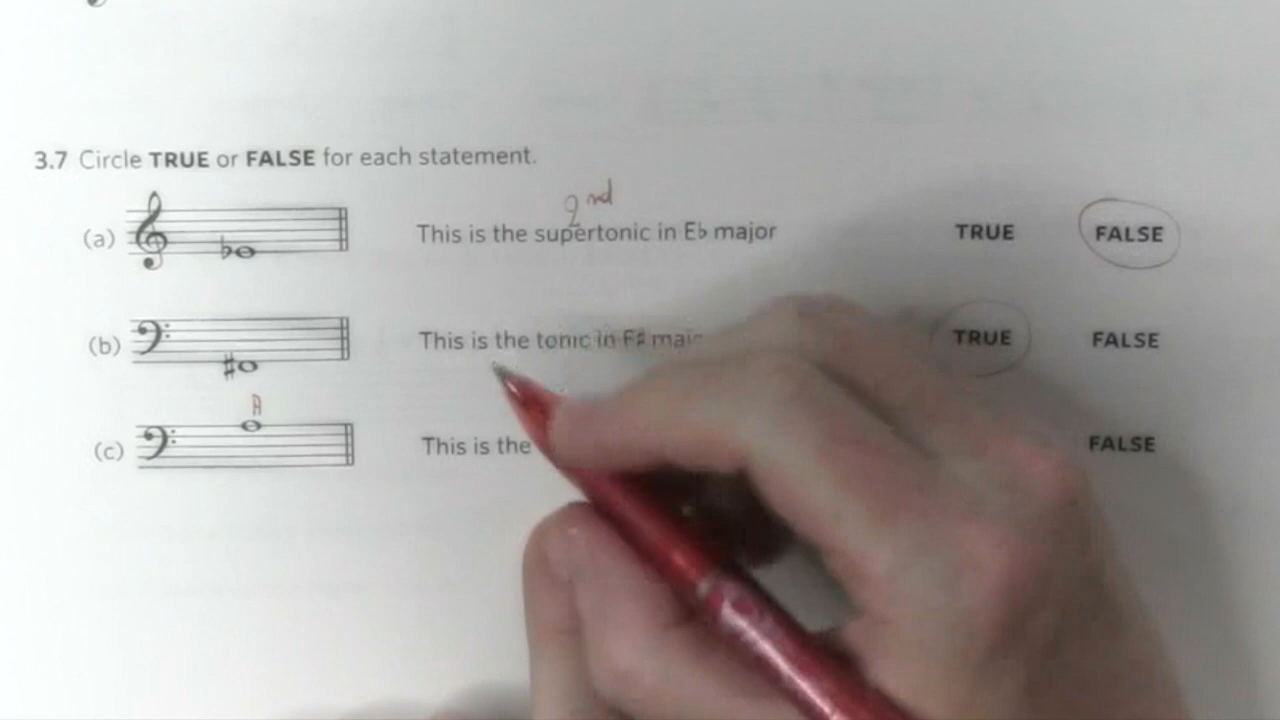 3.7 Circle TRUE or FALSE for each statement.
2nd
(a) This is the supertonic in E♭ major TRUE FALSE
(b) This is the tonic in F♯ TRUE FALSE
A
(c) This is the FALSE